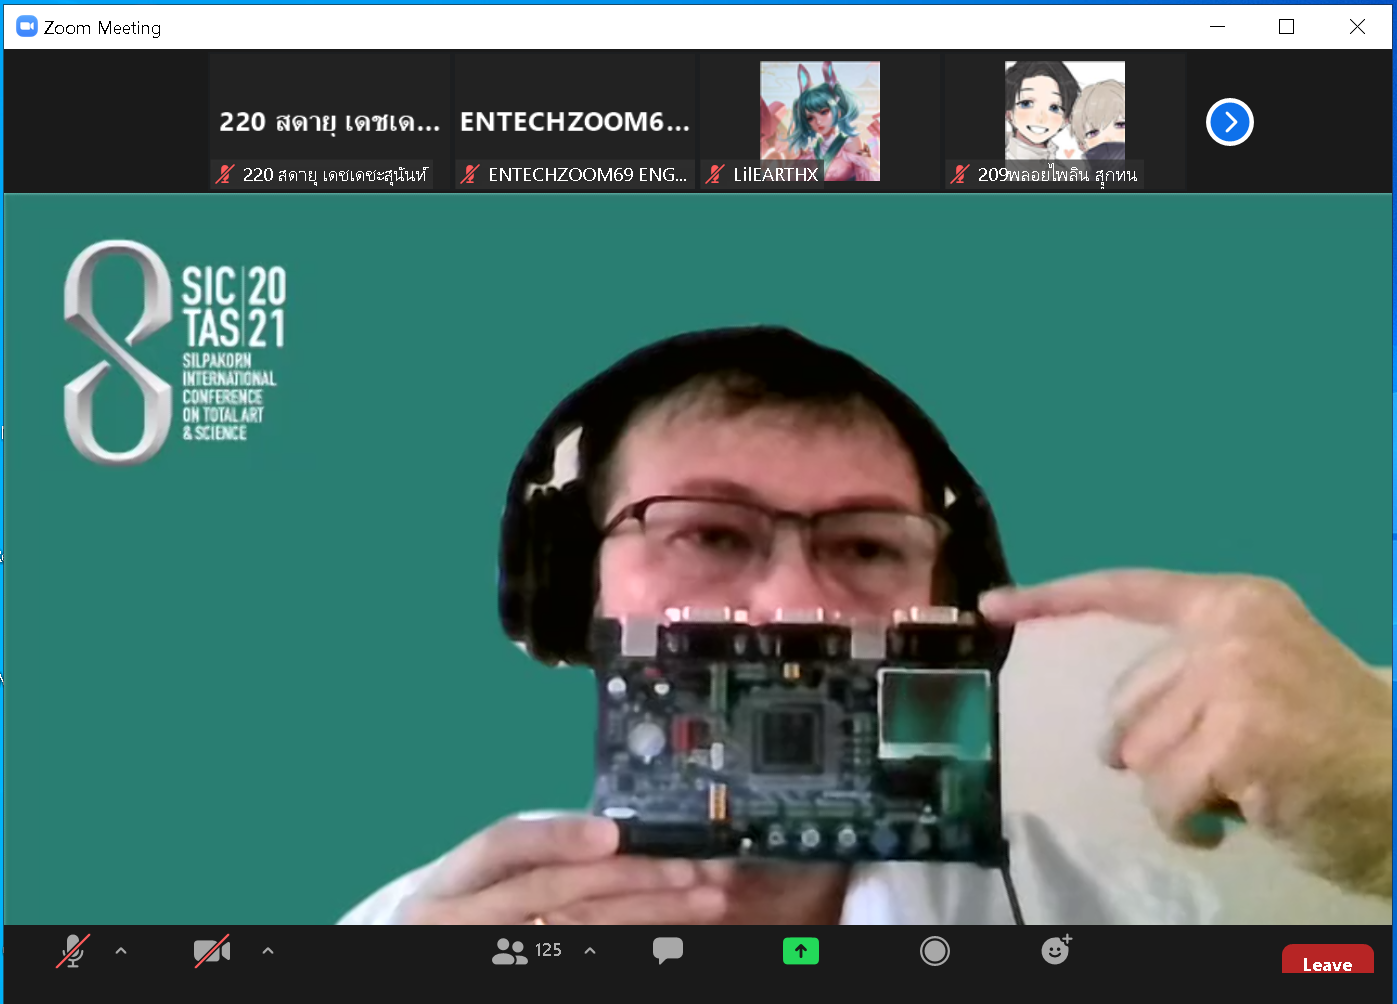 Zoom Meeting
220 สดายุ เดชเด...
ENTECHZOOM6...
220 สดายุ เดชเดชะสุนันท์
ENTECHZOOM69 ENG...
LilEARTHX
209พลอยไพลิน สุกทน
8
SIC 20
TAS 21
SILPAKORN
INTERNATIONAL
CONFERENCE
ON TOTAL ART
& SCIENCE
125
Leave